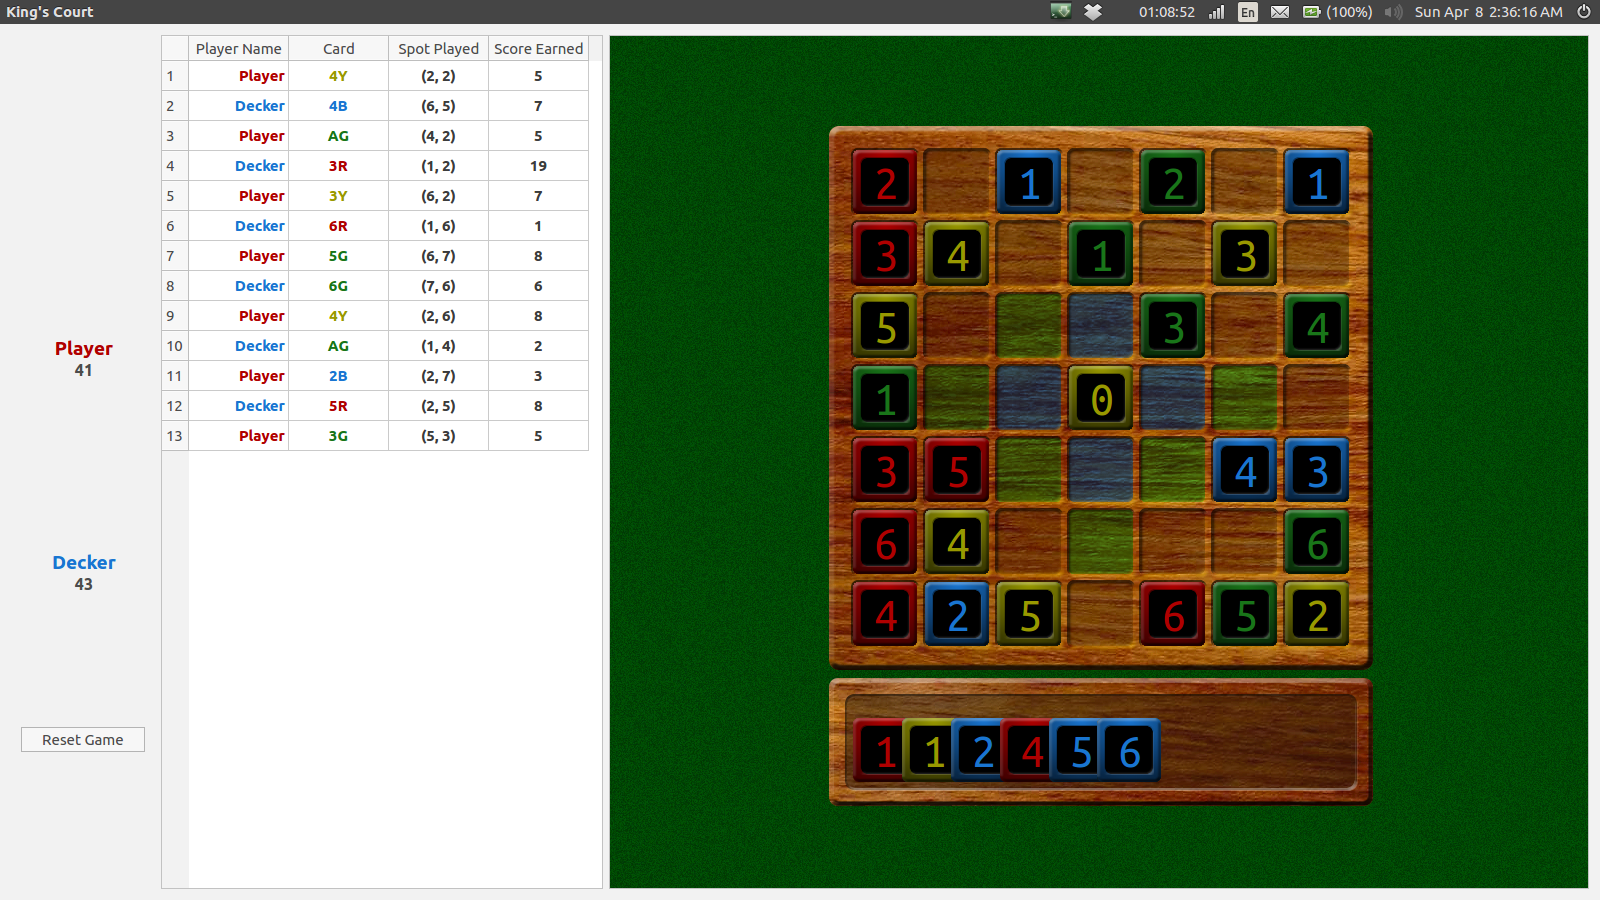 King's Court
01:08:52 En (100%) Sun Apr 8 2:36:16 AM
Player Name Card Spot Played Score Earned
1 Player 4Y (2, 2) 5
2 Decker 4B (6, 5) 7
3 Player AG (4, 2) 5
4 Decker 3R (1, 2) 19
5 Player 3Y (6, 2) 7
6 Decker 6R (1, 6) 1
7 Player 5G (6, 7) 8
8 Decker 6G (7, 6) 6
9 Player 4Y (2, 6) 8
10 Decker AG (1, 4) 2
11 Player 2B (2, 7) 3
12 Decker 5R (2, 5) 8
13 Player 3G (5, 3) 5
Player
41
Decker
43
Reset Game
2 1 2 1
3 4 1 3
5 3 4
1 0
3 5 4 3
6 4 6
4 2 5 6 5 2
1 1 2 4 5 6